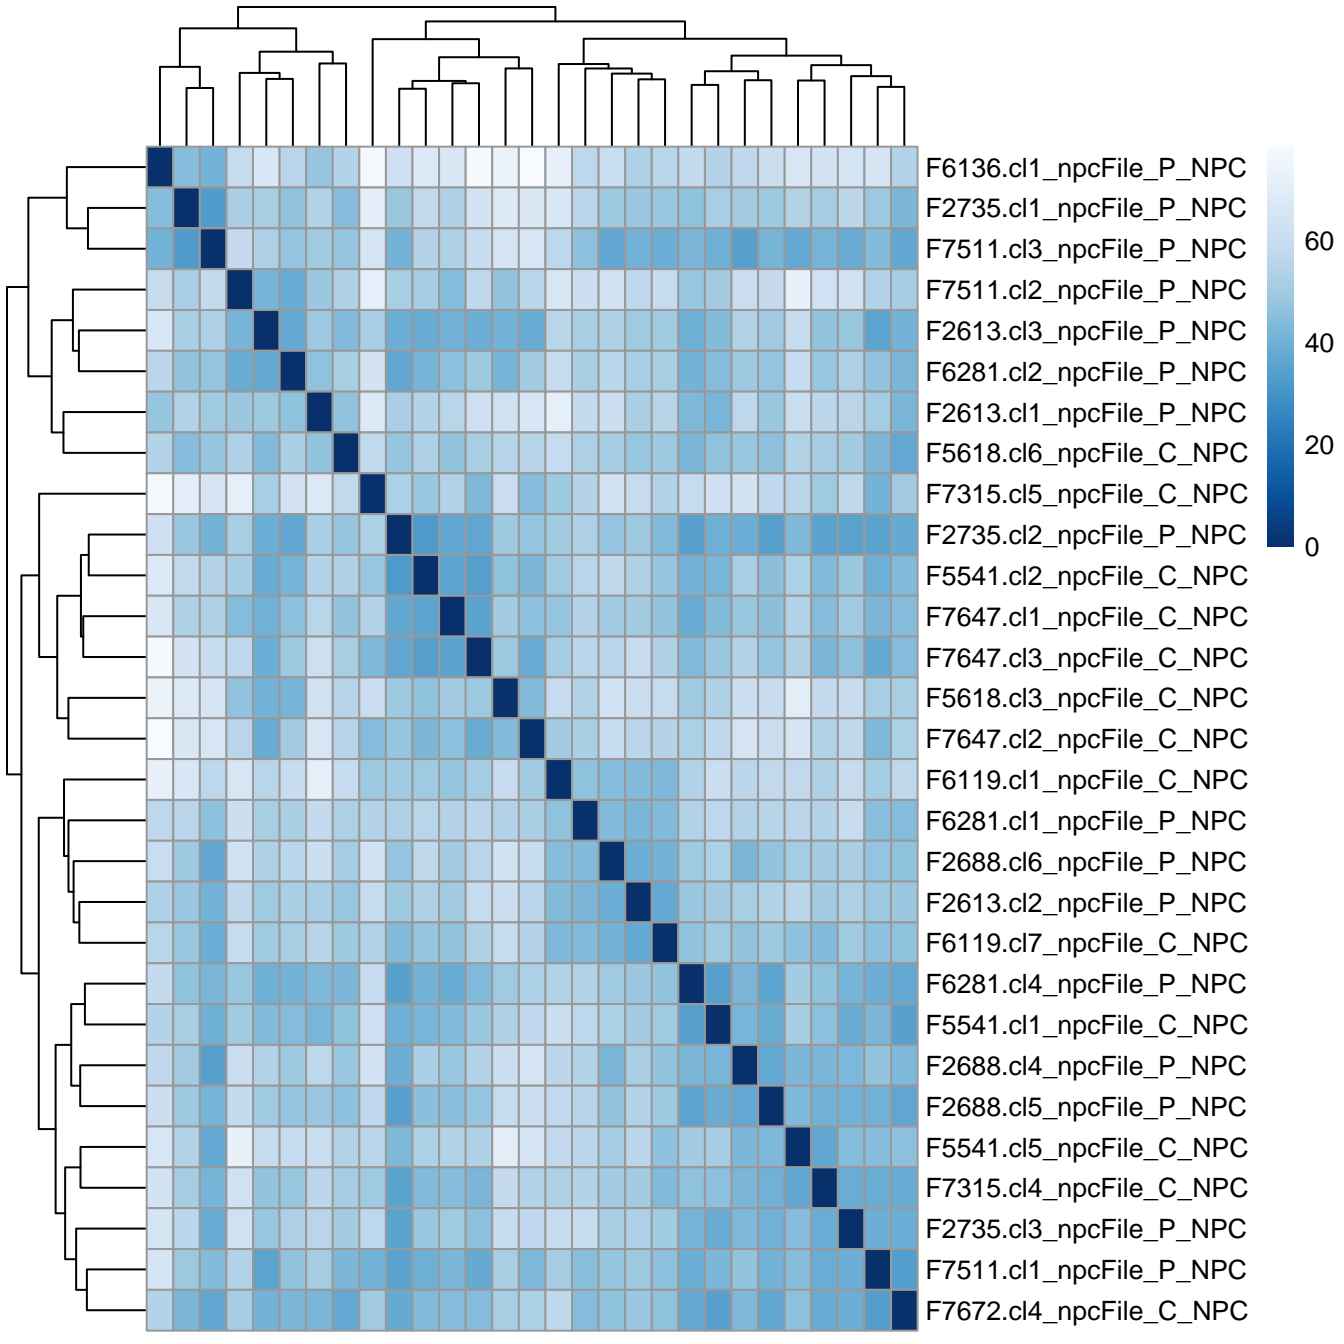 F6136.cl1_npcFile_P_NPC
F2735.cl1_npcFile_P_NPC
F7511.cl3_npcFile_P_NPC
60
F7511.cl2_npcFile_P_NPC
F2613.cl3_npcFile_P_NPC
40
F6281.cl2_npcFile_P_NPC
F2613.cl1_npcFile_P_NPC
20
F5618.cl6_npcFile_C_NPC
F7315.cl5_npcFile_C_NPC
F2735.cl2_npcFile_P_NPC
0
F5541.cl2_npcFile_C_NPC
F7647.cl1_npcFile_C_NPC
F7647.cl3_npcFile_C_NPC
F5618.cl3_npcFile_C_NPC
F7647.cl2_npcFile_C_NPC
F6119.cl1_npcFile_C_NPC
F6281.cl1_npcFile_P_NPC
F2688.cl6_npcFile_P_NPC
F2613.cl2_npcFile_P_NPC
F6119.cl7_npcFile_C_NPC
F6281.cl4_npcFile_P_NPC
F5541.cl1_npcFile_C_NPC
F2688.cl4_npcFile_P_NPC
F2688.cl5_npcFile_P_NPC
F5541.cl5_npcFile_C_NPC
F7315.cl4_npcFile_C_NPC
F2735.cl3_npcFile_P_NPC
F7511.cl1_npcFile_P_NPC
F7672.cl4_npcFile_C_NPC